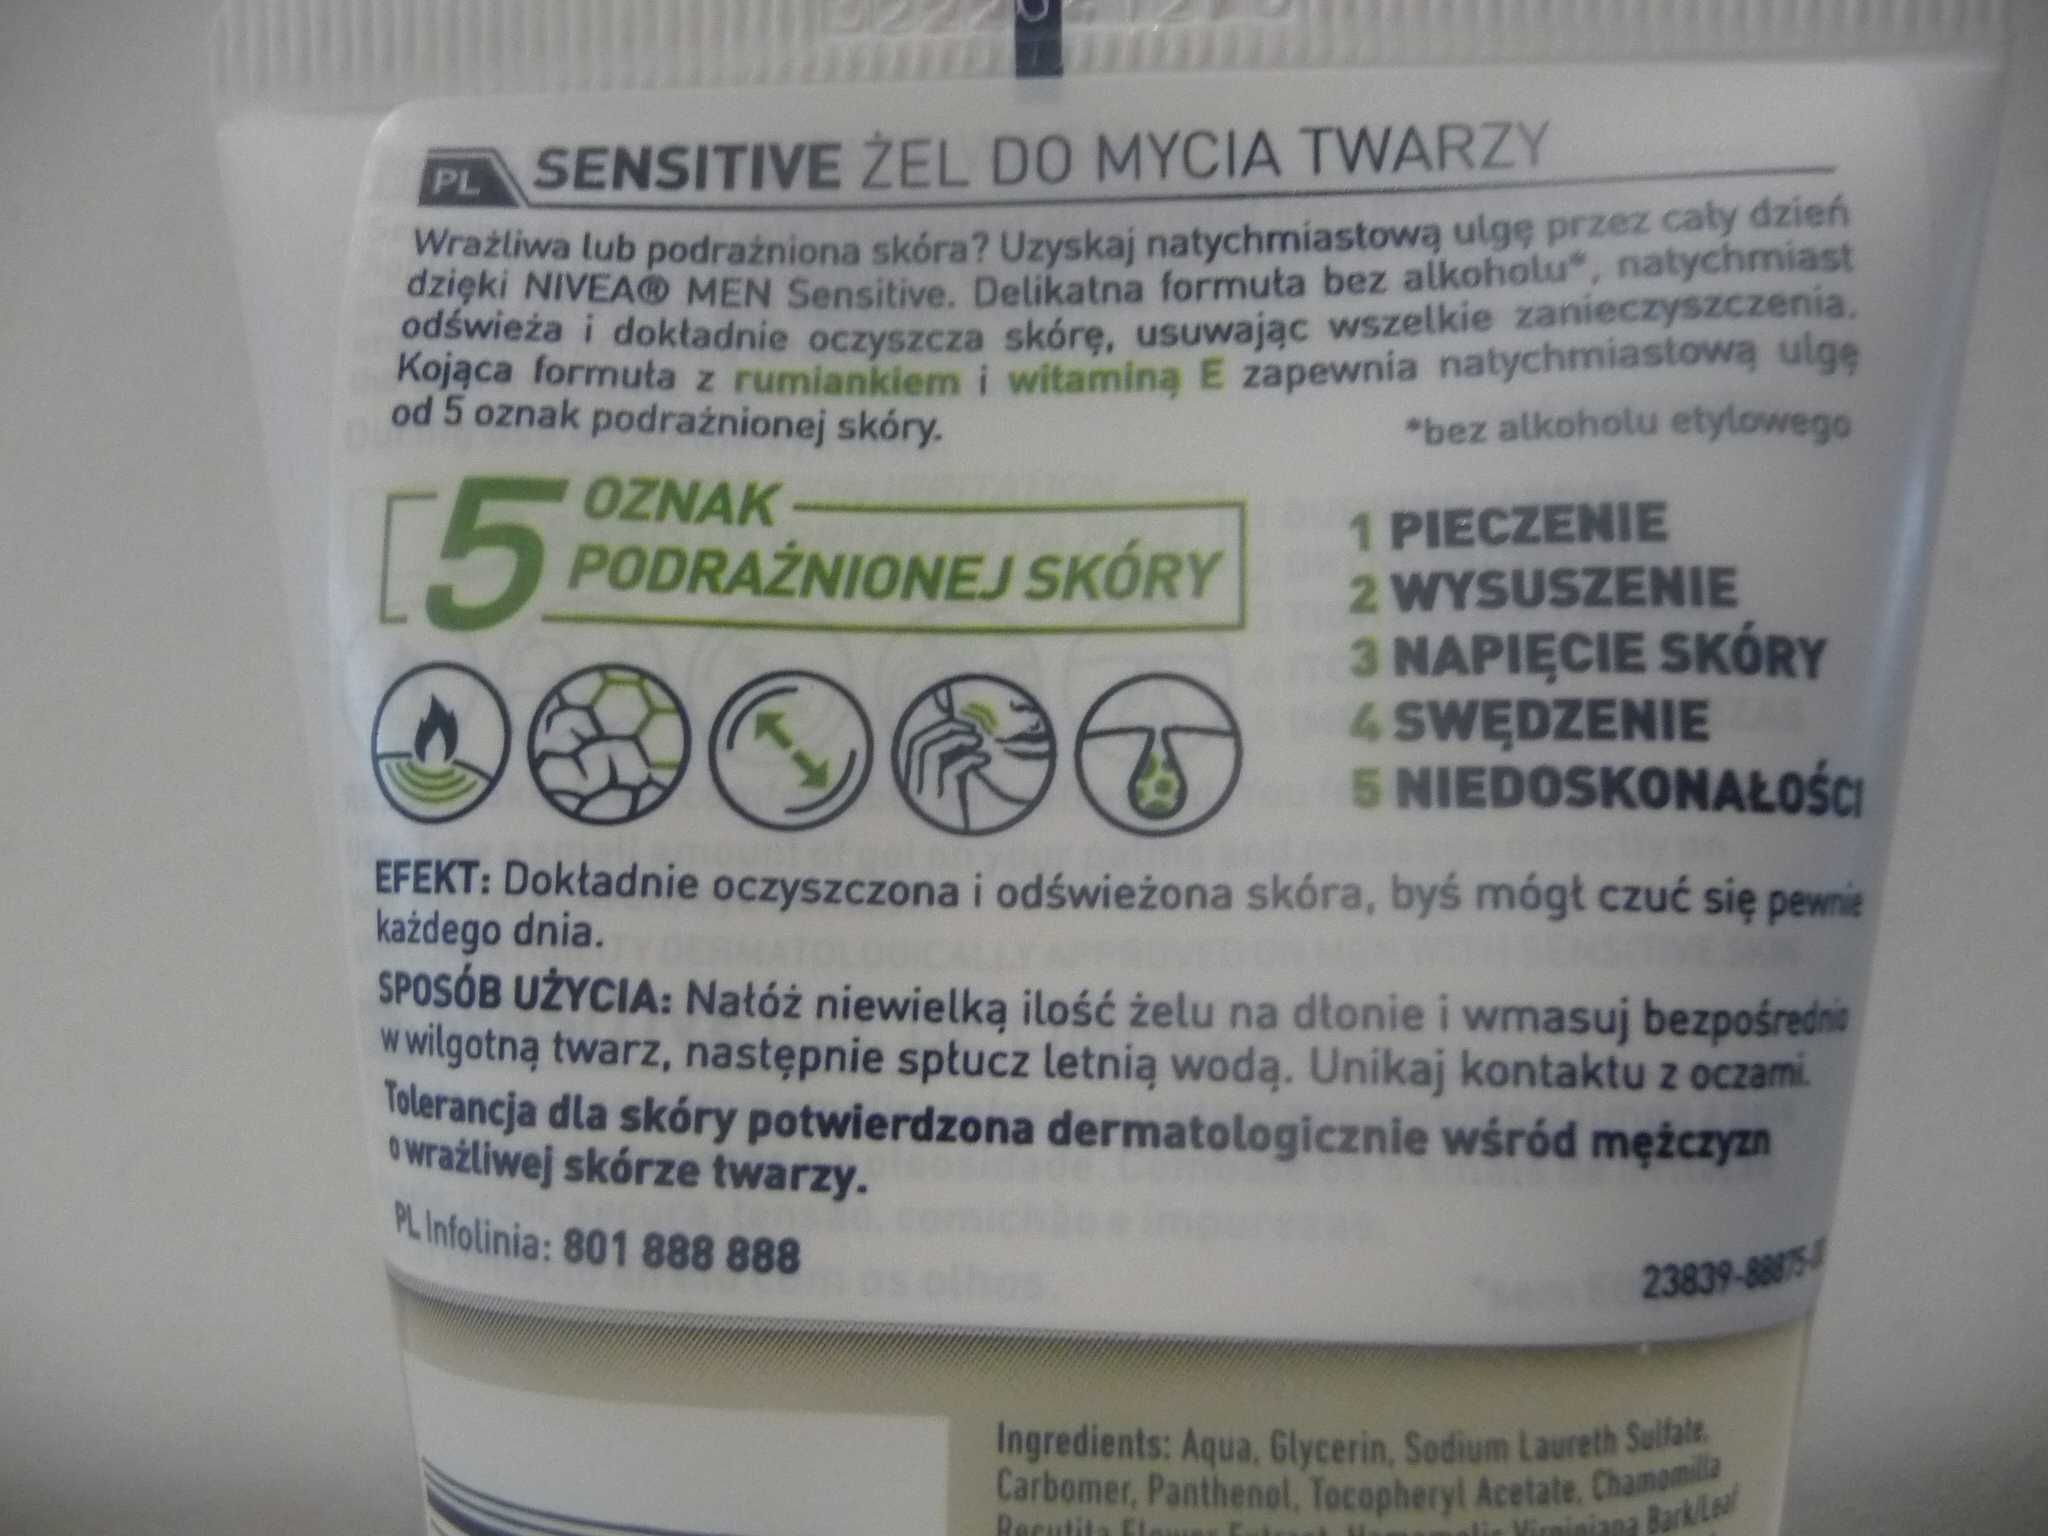 PL SENSITIVE ŻEL DO MYCIA TWARZY
Wrażliwa lub podrażniona skóra? Uzyskaj natychmiastową ulgę przez cały dzień
dzięki NIVEA® MEN Sensitive. Delikatna formuła bez alkoholu*, natychmiast
odświeża i dokładnie oczyszcza skórę, usuwając wszelkie zanieczyszczenia.
Kojąca formuła z rumiankiem i witaminą E zapewnia natychmiastową ulgę
od 5 oznak podrażnionej skóry.
*bez alkoholu etylowego
5 OZNAK
PODRAŻNIONEJ SKÓRY
1 PIECZENIE
2 WYSUSZENIE
3 NAPIĘCIE SKÓRY
4 SWĘDZENIE
5 NIEDOSKONAŁOŚCI
EFEKT: Dokładnie oczyszczona i odświeżona skóra, byś mógł czuć się pewnie
każdego dnia.
SPOSÓB UŻYCIA: Nałóż niewielką ilość żelu na dłonie i wmasuj bezpośrednio
w wilgotną twarz, następnie spłucz letnią wodą. Unikaj kontaktu z oczami.
Tolerancja dla skóry potwierdzona dermatologicznie wśród mężczyzn
o wrażliwej skórze twarzy.
PL Infolinia: 801 888 888
Ingredients: Aqua, Glycerin, Sodium Laureth Sulfate,
Carbomer, Panthenol, Tocopheryl Acetate, Chamomilla
Bark/Leaf